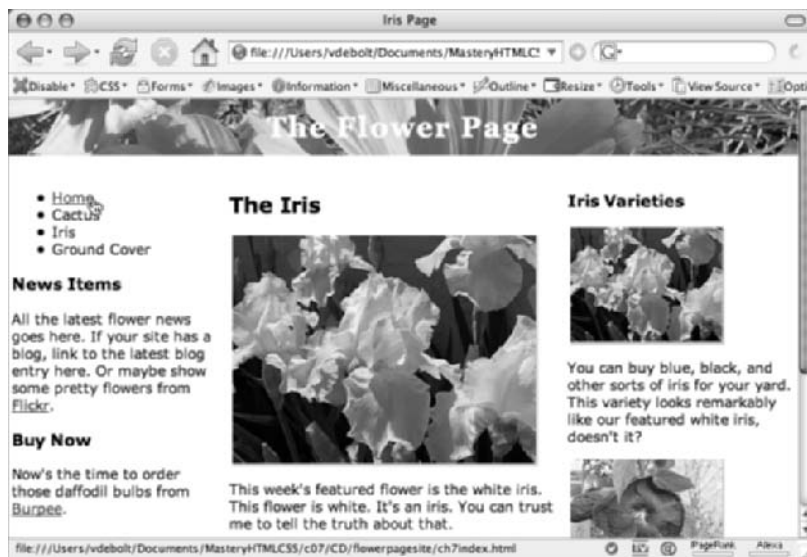 Iris Page
file:///Users/vdebolt/Documents/MasteryHTMLC
G
Disable CSS Forms Images Information Miscellaneous Outline Resize Tools View Source Opti
The Flower Page
Home
Cactus
Iris
Ground Cover
News Items
All the latest flower news
goes here. If your site has a
blog, link to the latest blog
entry here. Or maybe show
some pretty flowers from
Flickr.
Buy Now
Now's the time to order
those daffodil bulbs from
Burpee.
The Iris
This week's featured flower is the white iris.
This flower is white. It's an iris. You can trust
me to tell the truth about that.
Iris Varieties
You can buy blue, black, and
other sorts of iris for your yard.
This variety looks remarkably
like our featured white iris,
doesn't it?
file:///Users/vdebolt/Documents/MasteryHTMLCSS/c07/CD/flowerpagesite/ch7index.html
PageRank Alexa